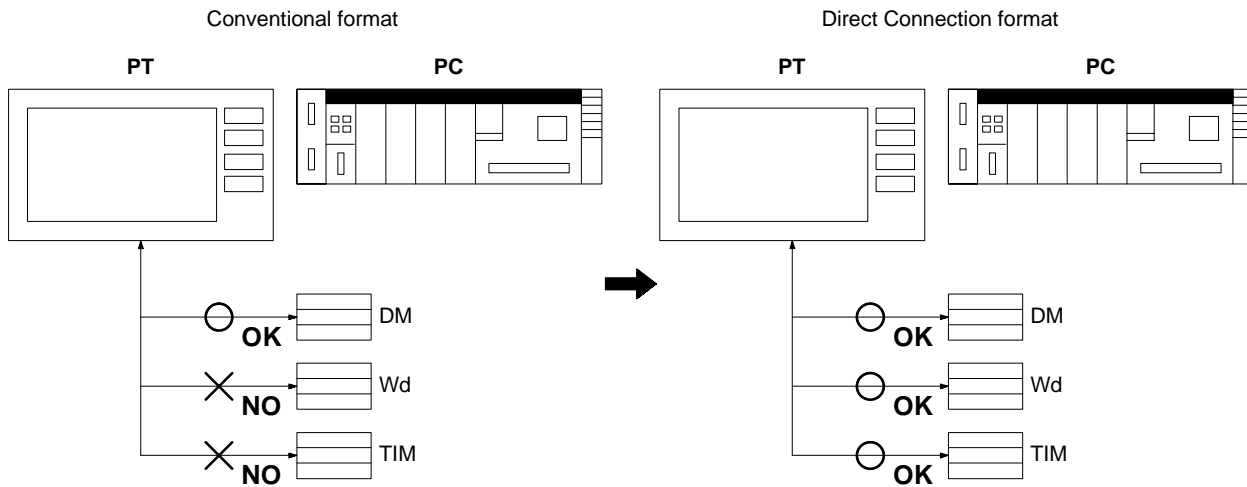 Conventional format
Direct Connection format
PT PC
PT PC
OK DM
NO Wd
NO TIM
OK DM
OK Wd
OK TIM